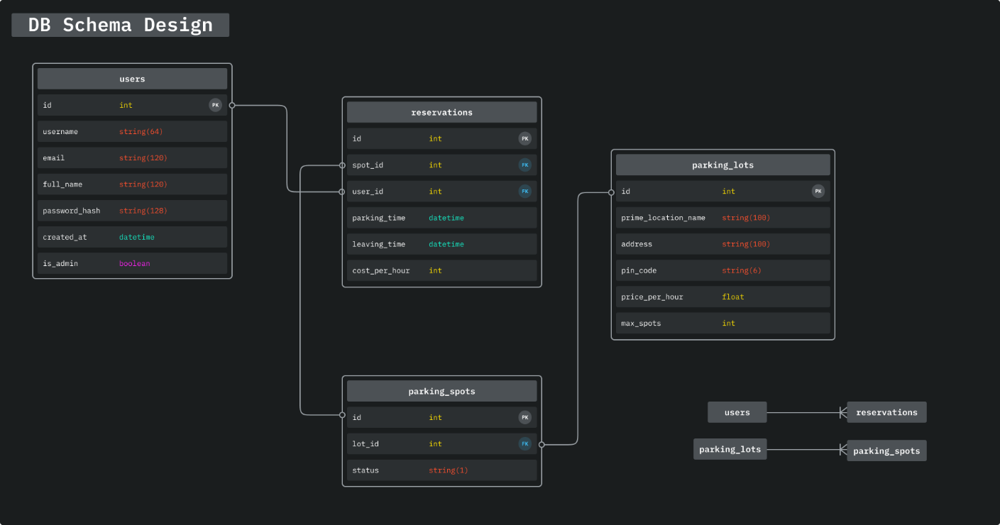 DB Schema Design
users
id int PK
username string(64)
email string(120)
full_name string(120)
password_hash string(128)
created_at datetime
is_admin boolean
reservations
id int PK
spot_id int FK
user_id int FK
parking_time datetime
leaving_time datetime
cost_per_hour int
parking_lots
id int PK
prime_location_name string(100)
address string(100)
pin_code string(6)
price_per_hour float
max_spots int
parking_spots
id int PK
lot_id int FK
status string(1)
users reservations
parking_lots parking_spots